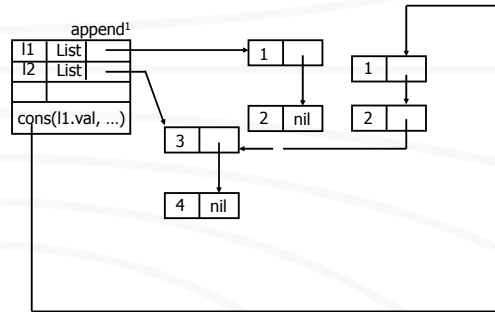 append¹
l1 List
l2 List
cons(l1.val, …)
1
2 nil
3
4 nil
1
2